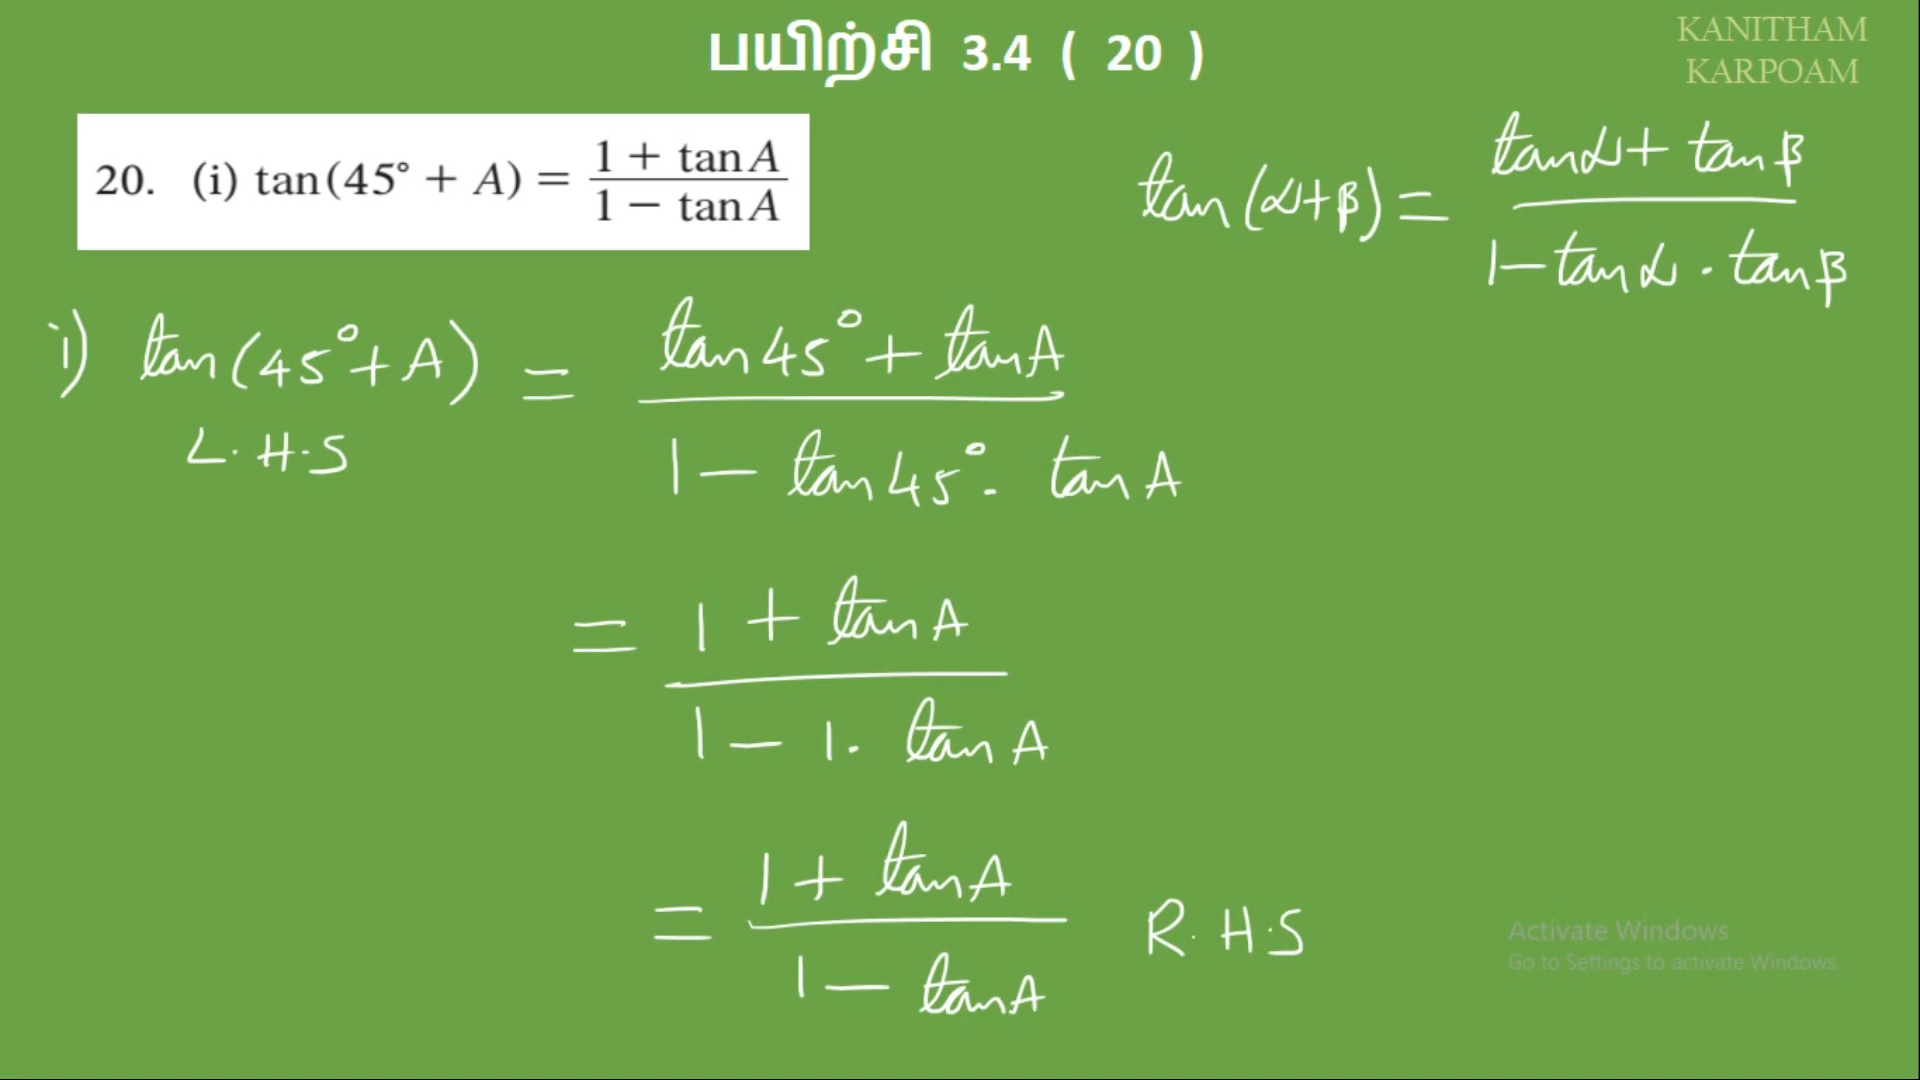 பயிற்சி 3.4 ( 20 )
KANITHAM
KARPOAM
20. (i) tan(45° + A) = (1 + tan A)/(1 − tan A)
tan(α+β) = (tanα + tanβ)/(1 − tanα · tanβ)
i) tan(45°+A) = (tan45° + tanA)/(1 − tan45° · tanA)
L.H.S
= (1 + tanA)/(1 − 1 · tanA)
= (1 + tanA)/(1 − tanA) R.H.S
Activate Windows
Go to Settings to activate Windows.